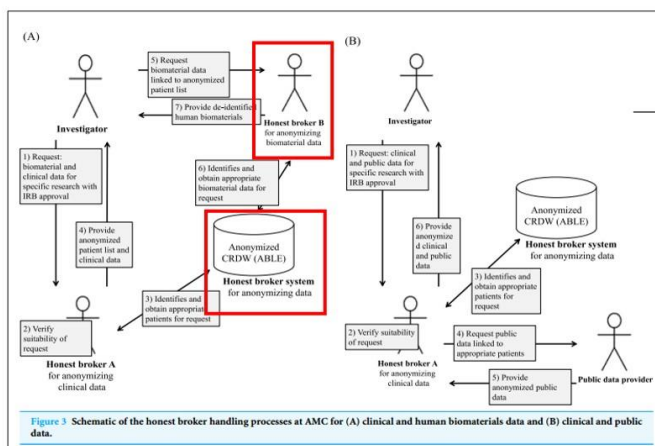 (A)
5) Request
biomaterial data
linked to anonymized
patient list
7) Provide de-identified
human biomaterials
Investigator
Honest broker B
for anonymizing
biomaterial data
1) Request:
biomaterial and
clinical data for
specific research with
IRB approval
6) Identifies and
obtain appropriate
biomaterial data for
request
4) Provide
anonymized
patient list and
clinical data
Anonymized
CRDW (ABLE)
Honest broker system
for anonymizing data
3) Identifies and
obtain appropriate
patients for request
2) Verify
suitability of
request
Honest broker A
for anonymizing
clinical data
(B)
Investigator
1) Request: clinical
and public data for
specific research with
IRB approval
6) Provide
anonymize
d clinical
and public
data
Anonymized
CRDW (ABLE)
Honest broker system
for anonymizing data
3) Identifies and
obtain appropriate
patients for request
2) Verify suitability
of request
4) Request public
data linked to
appropriate patients
Honest broker A
for anonymizing
clinical data
5) Provide
anonymized public
data
Public data provider
Figure 3 Schematic of the honest broker handling processes at AMC for (A) clinical and human biomaterials data and (B) clinical and public
data.